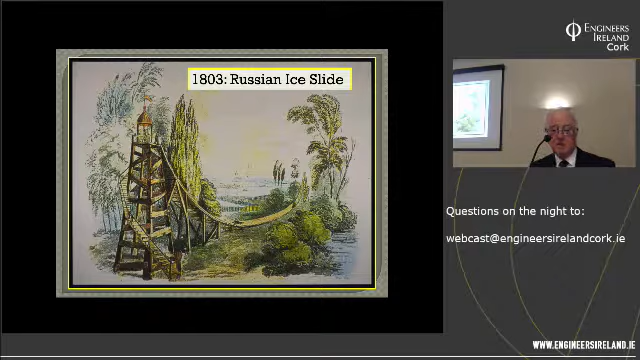 1803: Russian Ice Slide
ENGINEERS
IRELAND
Cork
Questions on the night to:
webcast@engineersirelandcork.ie
WWW.ENGINEERSIRELAND.IE